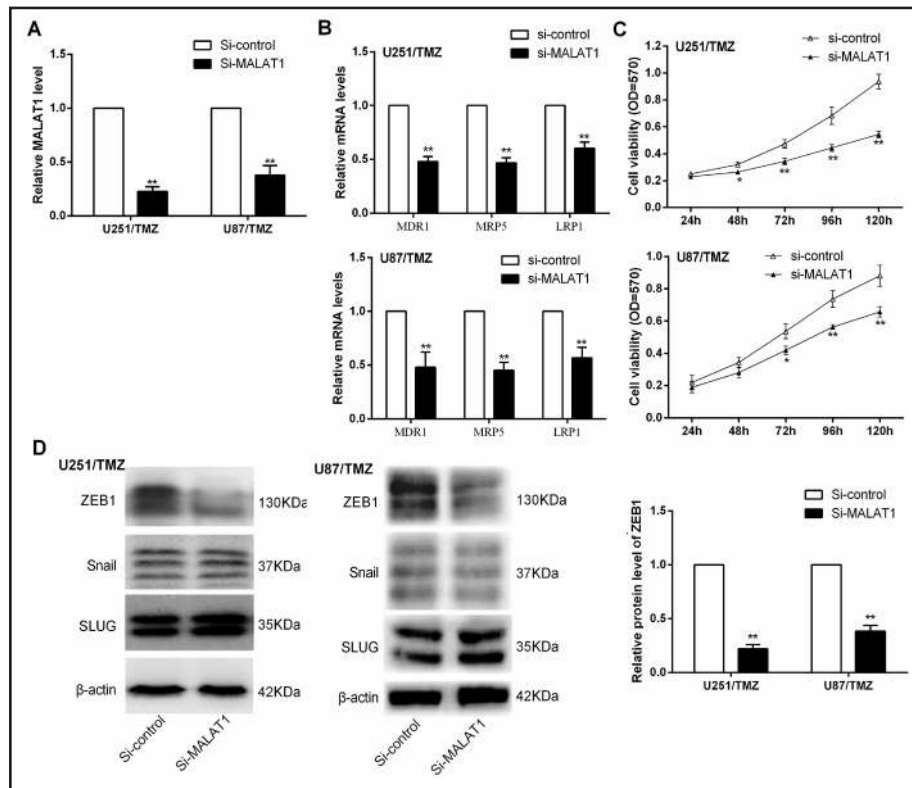 A
Si-control
Si-MALAT1
Relative MALAT1 level
1.5
1.0
0.5
0.0
**
**
U251/TMZ
U87/TMZ
B
U251/TMZ
si-control
si-MALAT1
Relative mRNA levels
1.5
1.0
0.5
0.0
**
**
**
MDR1
MRP5
LRP1
U87/TMZ
si-control
si-MALAT1
Relative mRNA levels
1.5
1.0
0.5
0.0
**
**
**
MDR1
MRP5
LRP1
C
si-control
si-MALAT1
U251/TMZ
Cell viability (OD=570)
1.0
0.8
0.6
0.4
0.2
0.0
*
**
**
**
24h
48h
72h
96h
120h
U87/TMZ
si-control
si-MALAT1
Cell viability (OD=570)
1.0
0.8
0.6
0.4
0.2
0.0
*
**
**
24h
48h
72h
96h
120h
D
U251/TMZ
ZEB1
130KDa
Snail
37KDa
SLUG
35KDa
β-actin
42KDa
Si-control
Si-MALAT1
U87/TMZ
ZEB1
130KDa
Snail
37KDa
SLUG
35KDa
β-actin
42KDa
Si-control
Si-MALAT1
Si-control
Si-MALAT1
Relative protein level of ZEB1
1.5
1.0
0.5
0.0
**
**
U251/TMZ
U87/TMZ